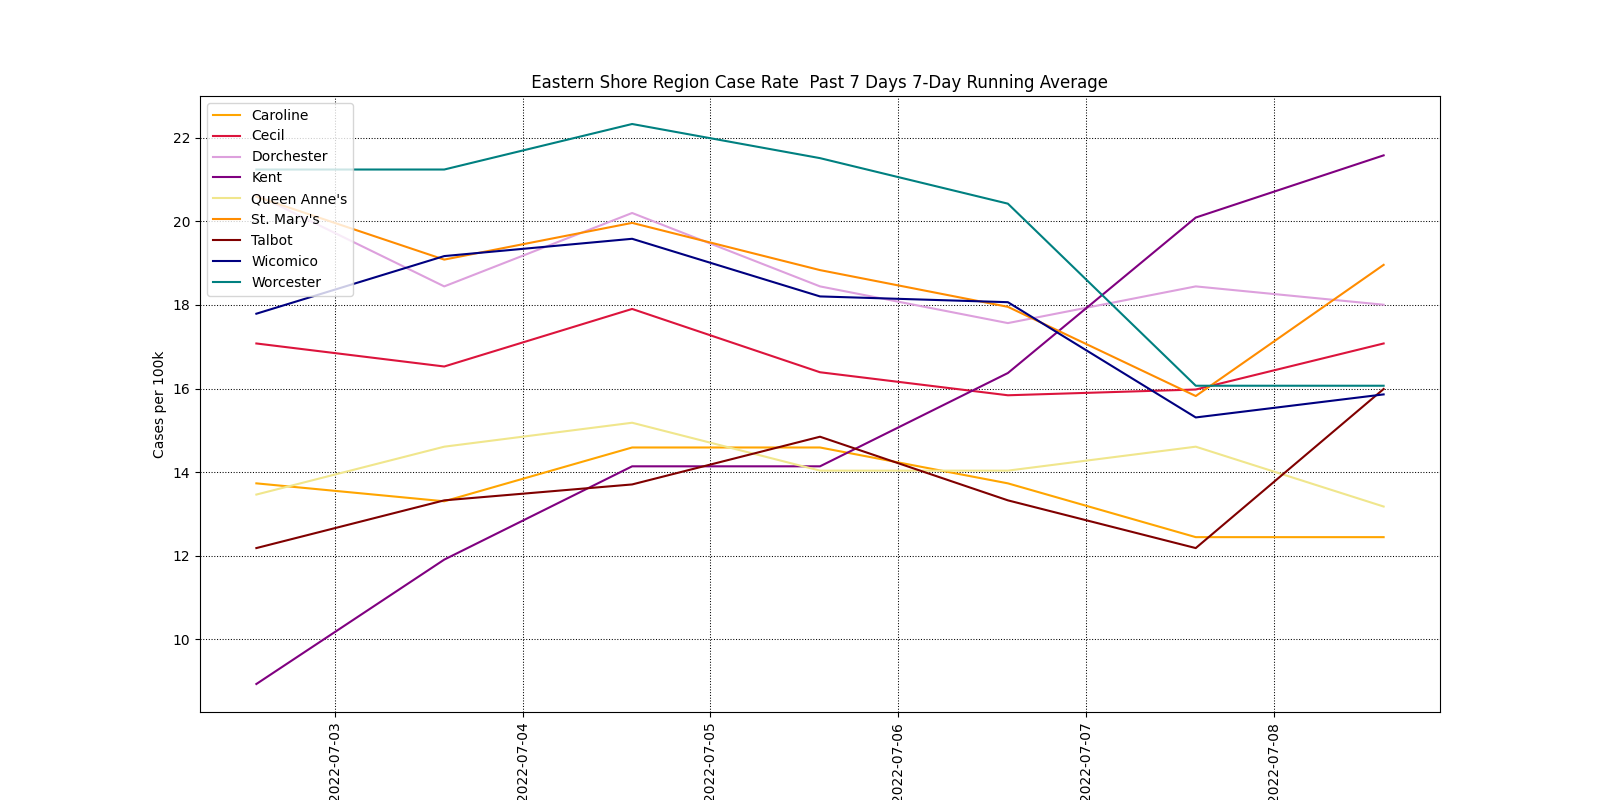 Eastern Shore Region Case Rate  Past 7 Days 7-Day Running Average
Caroline
Cecil
Dorchester
Kent
Queen Anne's
St. Mary's
Talbot
Wicomico
Worcester
Cases per 100k
22
20
18
16
14
12
10
2022-07-03
2022-07-04
2022-07-05
2022-07-06
2022-07-07
2022-07-08